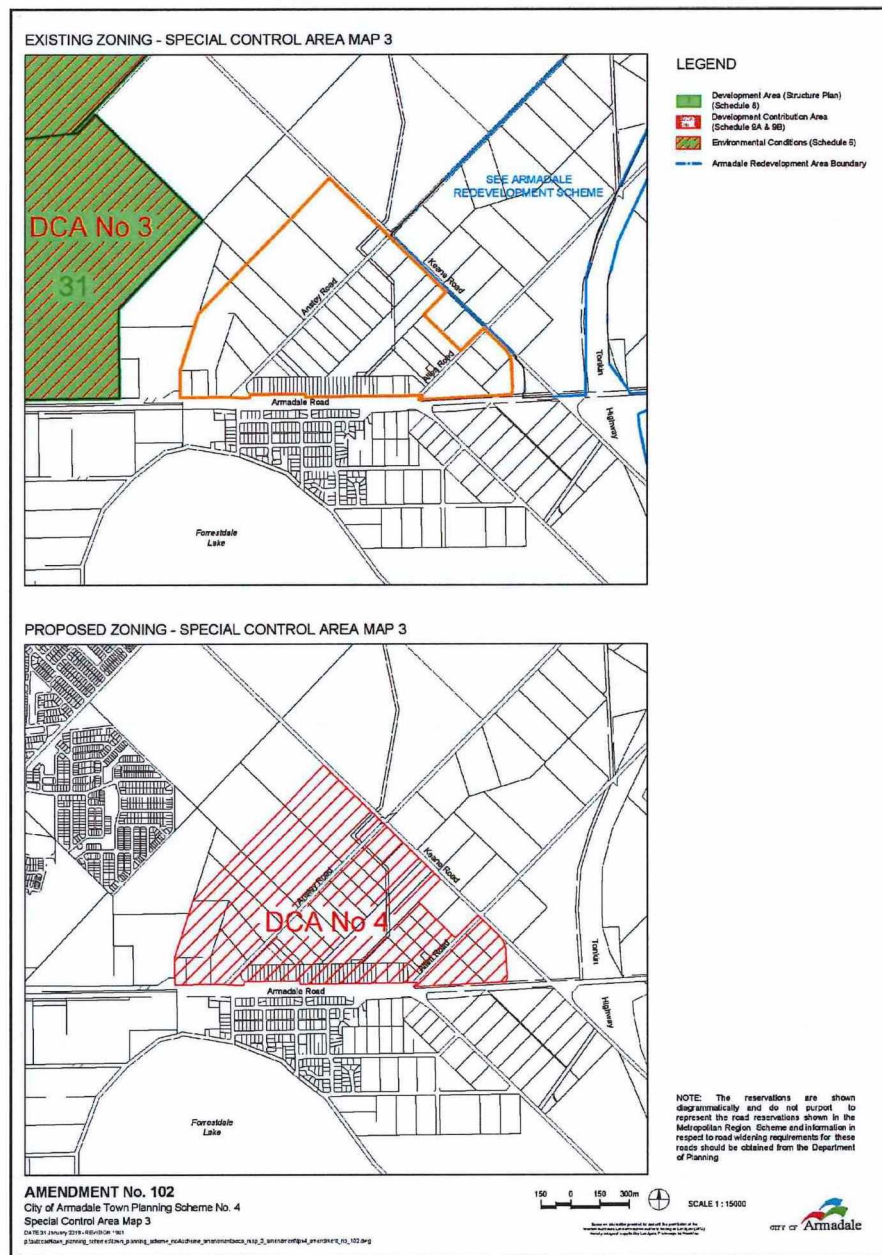 EXISTING ZONING - SPECIAL CONTROL AREA MAP 3
LEGEND
Development Area (Structure Plan)
(Schedule 8)
Development Contribution Area
(Schedule 9A & 9B)
Environmental Conditions (Schedule 5)
Armadale Redevelopment Area Boundary
SEE ARMADALE
REDEVELOPMENT SCHEME
DCA No 3
31
Anstey Road
Keane Road
Allen Road
Armadale Road
Tonkin
Highway
Forrestdale
Lake
PROPOSED ZONING - SPECIAL CONTROL AREA MAP 3
Anstey Road
Keane Road
DCA No 4
Allen Road
Armadale Road
Tonkin
Highway
Forrestdale
Lake
NOTE: The reservations are shown
diagrammatically and do not purport to
represent the road reservations shown in the
Metropolitan Region Scheme and information in
respect to road widening requirements for these
roads should be obtained from the Department
of Planning
AMENDMENT No. 102
City of Armadale Town Planning Scheme No. 4
Special Control Area Map 3
150 0 150 300m
SCALE 1 : 15000
CITY OF Armadale